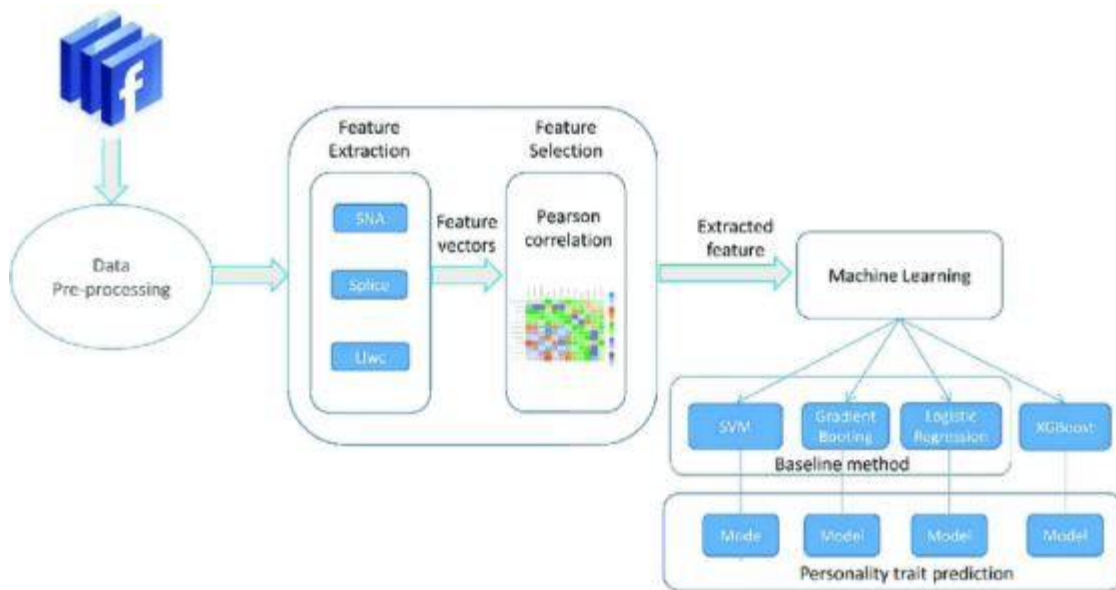 f
Feature
Extraction
Feature
Selection
SNA
Splice
Liwc
Feature
vectors
Pearson
correlation
Data
Pre-processing
Extracted
feature
Machine Learning
SVM
Gradient
Booting
Logistic
Regression
XGBoost
Baseline method
Mode
Model
Model
Model
Personality trait prediction